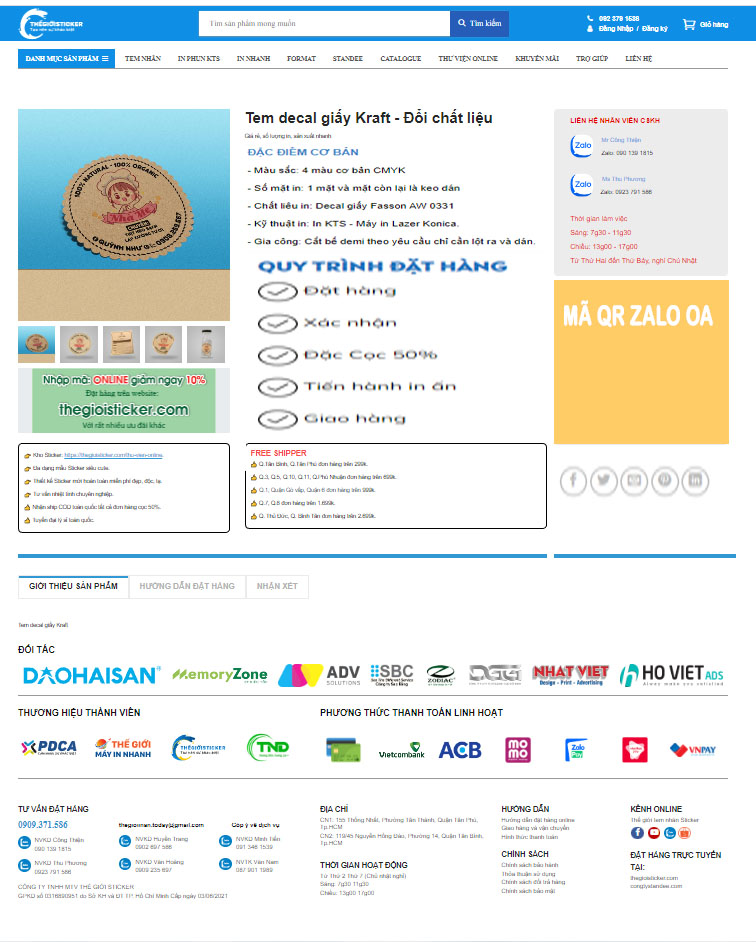 THEGIOISTICKER
Tìm sản phẩm mong muốn
Tìm kiếm
092 370 1538
Đăng Nhập / Đăng ký
Giỏ hàng
DANH MỤC SẢN PHẨM
TEM NHÃN
IN PHUN KTS
IN NHANH
FORMAT
STANDEE
CATALOGUE
THƯ VIỆN ONLINE
KHUYẾN MÃI
TRỢ GIÚP
LIÊN HỆ
100% NATURAL - 100% ORGANIC
Nhà Mẹ
QUỲNH NHƯ
Tem decal giấy Kraft - Đổi chất liệu
Giá rẻ, số lượng in, sản xuất nhanh
ĐẶC ĐIỂM CƠ BẢN
- Màu sắc: 4 màu cơ bản CMYK
- Số mặt in: 1 mặt và mặt còn lại là keo dán
- Chất liệu in: Decal giấy Fasson AW 0331
- Kỹ thuật in: In KTS - Máy in Lazer Konica.
- Gia công: Cắt bế demi theo yêu cầu chỉ cần lột ra và dán.
QUY TRÌNH ĐẶT HÀNG
Đặt hàng
Xác nhận
Đặc Cọc 50%
Tiến hành in ấn
Giao hàng
LIÊN HỆ NHÂN VIÊN CSKH
Zalo
Mr Công Thiện
Zalo: 090 139 1815
Zalo
Ms Thu Phương
Zalo: 0923 791 586
Thời gian làm việc
Sáng: 7g30 - 11g30
Chiều: 13g00 - 17g00
Từ Thứ Hai đến Thứ Bảy, nghỉ Chủ Nhật
MÃ QR ZALO OA
Nhập mã: ONLINE giảm ngay 10%
Đặt hàng trên website:
thegioisticker.com
Với rất nhiều ưu đãi khác
Kho Sticker: https://thegioisticker.com/thu-vien-online.
Đa dạng mẫu Sticker siêu cute.
Thiết kế Sticker mới hoàn toàn miễn phí đẹp, độc, lạ.
Tư vấn nhiệt tình chuyên nghiệp.
Nhận ship COD toàn quốc tất cả đơn hàng cọc 50%.
Tuyển đại lý sỉ toàn quốc.
FREE SHIPPER
Q.Tân Bình, Q.Tân Phú đơn hàng trên 299k.
Q.3, Q.5, Q.10, Q.11, Q.Phú Nhuận đơn hàng trên 699k.
Q.1, Quận Gò vấp, Quận 6 đơn hàng trên 999k.
Q.7, Q.8 đơn hàng trên 1.699k.
Q. Thủ Đức, Q. Bình Tân đơn hàng trên 2.699k.
GIỚI THIỆU SẢN PHẨM
HƯỚNG DẪN ĐẶT HÀNG
NHẬN XÉT
Tem decal giấy Kraft
ĐỐI TÁC
DAOHAISAN
MemoryZone
ADV
SOLUTIONS
SBC
ZODIAC
NHAT VIET
Design - Print - Advertising
HO VIET ADS
THƯƠNG HIỆU THÀNH VIÊN
PHƯƠNG THỨC THANH TOÁN LINH HOẠT
PDCA
THẾ GIỚI
MÁY IN NHANH
THEGIOISTICKER
TND
Vietcombank
ACB
MOMO
Zalo
VNPAY
TƯ VẤN ĐẶT HÀNG
0909.371.586
thegioiinan.today@gmail.com
Góp ý về dịch vụ
NVKD Công Thiện
090 139 1815
NVKD Huyền Trang
0902 697 586
NVKD Minh Tiến
091 346 1539
NVKD Thu Phương
0923 791 586
NVKD Văn Hoàng
0909 235 697
NVTK Văn Nam
087 901 1989
CÔNG TY TNHH MTV THẾ GIỚI STICKER
GPKD số 0316890951 do Sở KH và ĐT TP. Hồ Chí Minh Cấp ngày 03/06/2021
ĐỊA CHỈ
CN1: 155 Thống Nhất, Phường Tân Thành, Quận Tân Phú, Tp.HCM
CN2: 119/45 Nguyễn Hồng Đào, Phường 14, Quận Tân Bình, Tp.HCM
THỜI GIAN HOẠT ĐỘNG
Từ Thứ 2 Thứ 7 (Chủ nhật nghỉ)
Sáng: 7g30 11g30
Chiều: 13g00 17g00
HƯỚNG DẪN
Hướng dẫn đặt hàng online
Giao hàng và vận chuyển
Hình thức thanh toán
CHÍNH SÁCH
Chính sách bảo hành
Thỏa thuận sử dụng
Chính sách đổi trả hàng
Chính sách bảo mật
KÊNH ONLINE
Thế giới tem nhãn Sticker
ĐẶT HÀNG TRỰC TUYẾN TẠI:
thegioisticker.com
congtystandee.com